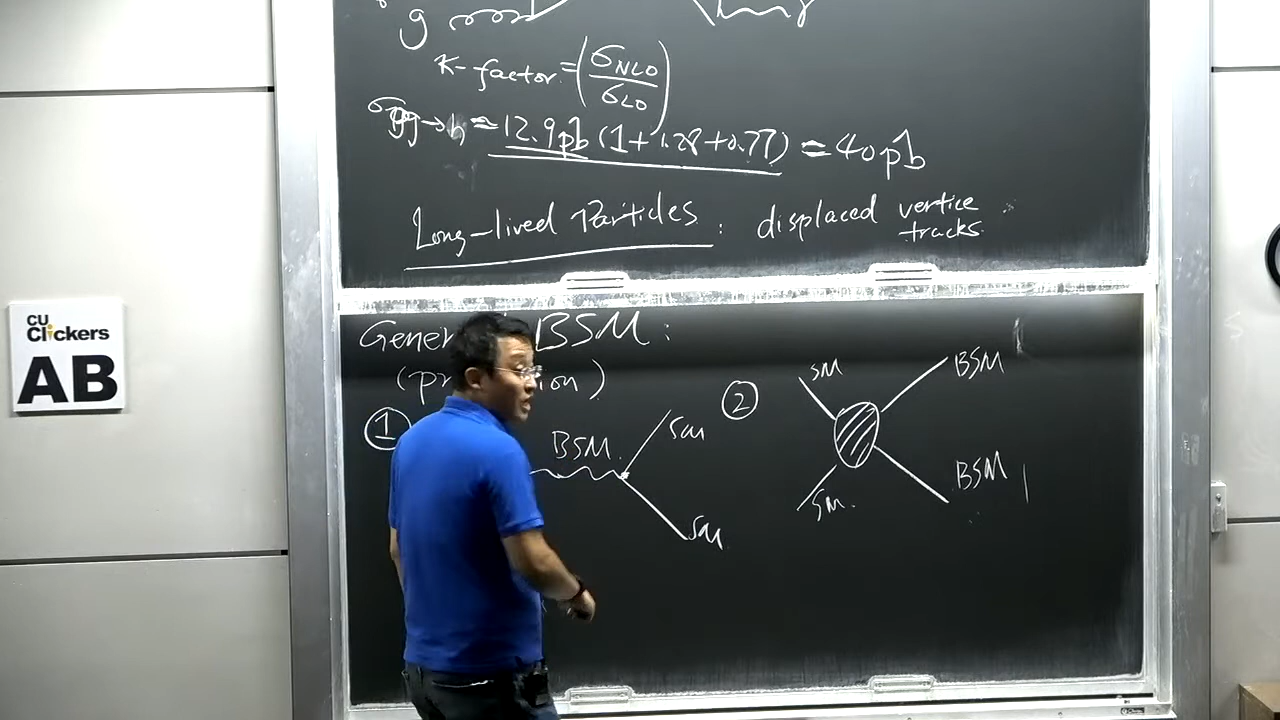 g
K-factor = (σNLO / σLO)
σgg→h = 12.9pb (1+1.28+0.77) = 40pb
Long-lived Particles : displaced vertice
tracks
BSM :
①
BSM
SM
SM
②
SM
BSM
SM.
BSM
CU
Clickers
AB